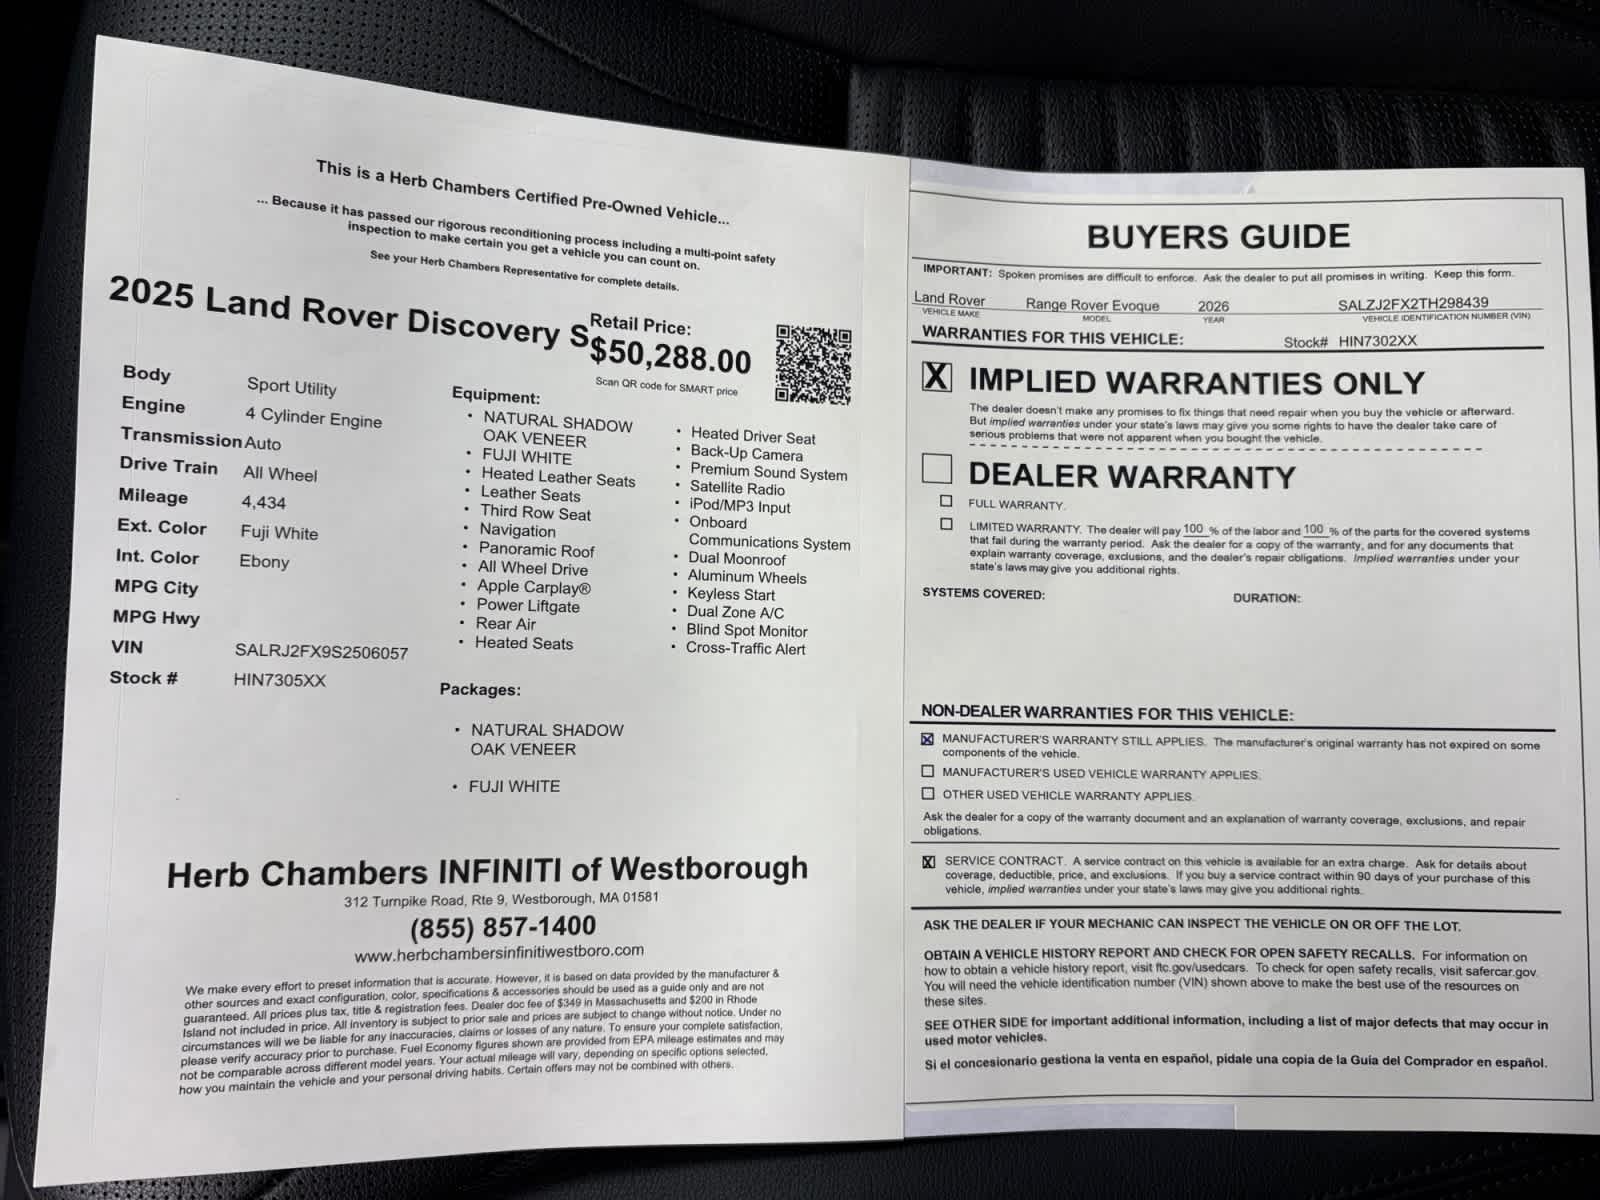 This is a Herb Chambers Certified Pre-Owned Vehicle...
... Because it has passed our rigorous reconditioning process including a multi-point safety
inspection to make certain you get a vehicle you can count on.
See your Herb Chambers Representative for complete details.
2025 Land Rover Discovery S
Retail Price:
$50,288.00
Scan QR code for SMART price
Body Sport Utility
Engine 4 Cylinder Engine
Transmission Auto
Drive Train All Wheel
Mileage 4,434
Ext. Color Fuji White
Int. Color Ebony
MPG City
MPG Hwy
VIN SALRJ2FX9S2506057
Stock # HIN7305XX
Equipment:
• NATURAL SHADOW
OAK VENEER
• FUJI WHITE
• Heated Leather Seats
• Leather Seats
• Third Row Seat
• Navigation
• Panoramic Roof
• All Wheel Drive
• Apple Carplay®
• Power Liftgate
• Rear Air
• Heated Seats
• Heated Driver Seat
• Back-Up Camera
• Premium Sound System
• Satellite Radio
• iPod/MP3 Input
• Onboard
Communications System
• Dual Moonroof
• Aluminum Wheels
• Keyless Start
• Dual Zone A/C
• Blind Spot Monitor
• Cross-Traffic Alert
Packages:
• NATURAL SHADOW
OAK VENEER
• FUJI WHITE
Herb Chambers INFINITI of Westborough
312 Turnpike Road, Rte 9, Westborough, MA 01581
(855) 857-1400
www.herbchambersinfinitiwestboro.com
We make every effort to preset information that is accurate. However, it is based on data provided by the manufacturer &
other sources and exact configuration, color, specifications & accessories should be used as a guide only and are not
guaranteed. All prices plus tax, title & registration fees. Dealer doc fee of $349 in Massachusetts and $200 in Rhode
Island not included in price. All inventory is subject to prior sale and prices are subject to change without notice. Under no
circumstances will we be liable for any inaccuracies, claims or losses of any nature. To ensure your complete satisfaction,
please verify accuracy prior to purchase. Fuel Economy figures shown are provided from EPA mileage estimates and may
not be comparable across different model years. Your actual mileage will vary, depending on specific options selected,
how you maintain the vehicle and your personal driving habits. Certain offers may not be combined with others.
BUYERS GUIDE
IMPORTANT: Spoken promises are difficult to enforce. Ask the dealer to put all promises in writing. Keep this form.
Land Rover Range Rover Evoque 2026 SALZJ2FX2TH298439
VEHICLE MAKE MODEL YEAR VEHICLE IDENTIFICATION NUMBER (VIN)
WARRANTIES FOR THIS VEHICLE: Stock# HIN7302XX
X IMPLIED WARRANTIES ONLY
The dealer doesn't make any promises to fix things that need repair when you buy the vehicle or afterward.
But implied warranties under your state's laws may give you some rights to have the dealer take care of
serious problems that were not apparent when you bought the vehicle.
DEALER WARRANTY
FULL WARRANTY.
LIMITED WARRANTY. The dealer will pay 100 % of the labor and 100 % of the parts for the covered systems
that fail during the warranty period. Ask the dealer for a copy of the warranty, and for any documents that
explain warranty coverage, exclusions, and the dealer's repair obligations. Implied warranties under your
state's laws may give you additional rights.
SYSTEMS COVERED: DURATION:
NON-DEALER WARRANTIES FOR THIS VEHICLE:
X MANUFACTURER'S WARRANTY STILL APPLIES. The manufacturer's original warranty has not expired on some
components of the vehicle.
MANUFACTURER'S USED VEHICLE WARRANTY APPLIES.
OTHER USED VEHICLE WARRANTY APPLIES.
Ask the dealer for a copy of the warranty document and an explanation of warranty coverage, exclusions, and repair
obligations.
X SERVICE CONTRACT. A service contract on this vehicle is available for an extra charge. Ask for details about
coverage, deductible, price, and exclusions. If you buy a service contract within 90 days of your purchase of this
vehicle, implied warranties under your state's laws may give you additional rights.
ASK THE DEALER IF YOUR MECHANIC CAN INSPECT THE VEHICLE ON OR OFF THE LOT.
OBTAIN A VEHICLE HISTORY REPORT AND CHECK FOR OPEN SAFETY RECALLS. For information on
how to obtain a vehicle history report, visit ftc.gov/usedcars. To check for open safety recalls, visit safercar.gov.
You will need the vehicle identification number (VIN) shown above to make the best use of the resources on
these sites.
SEE OTHER SIDE for important additional information, including a list of major defects that may occur in
used motor vehicles.
Si el concesionario gestiona la venta en español, pídale una copia de la Guía del Comprador en español.